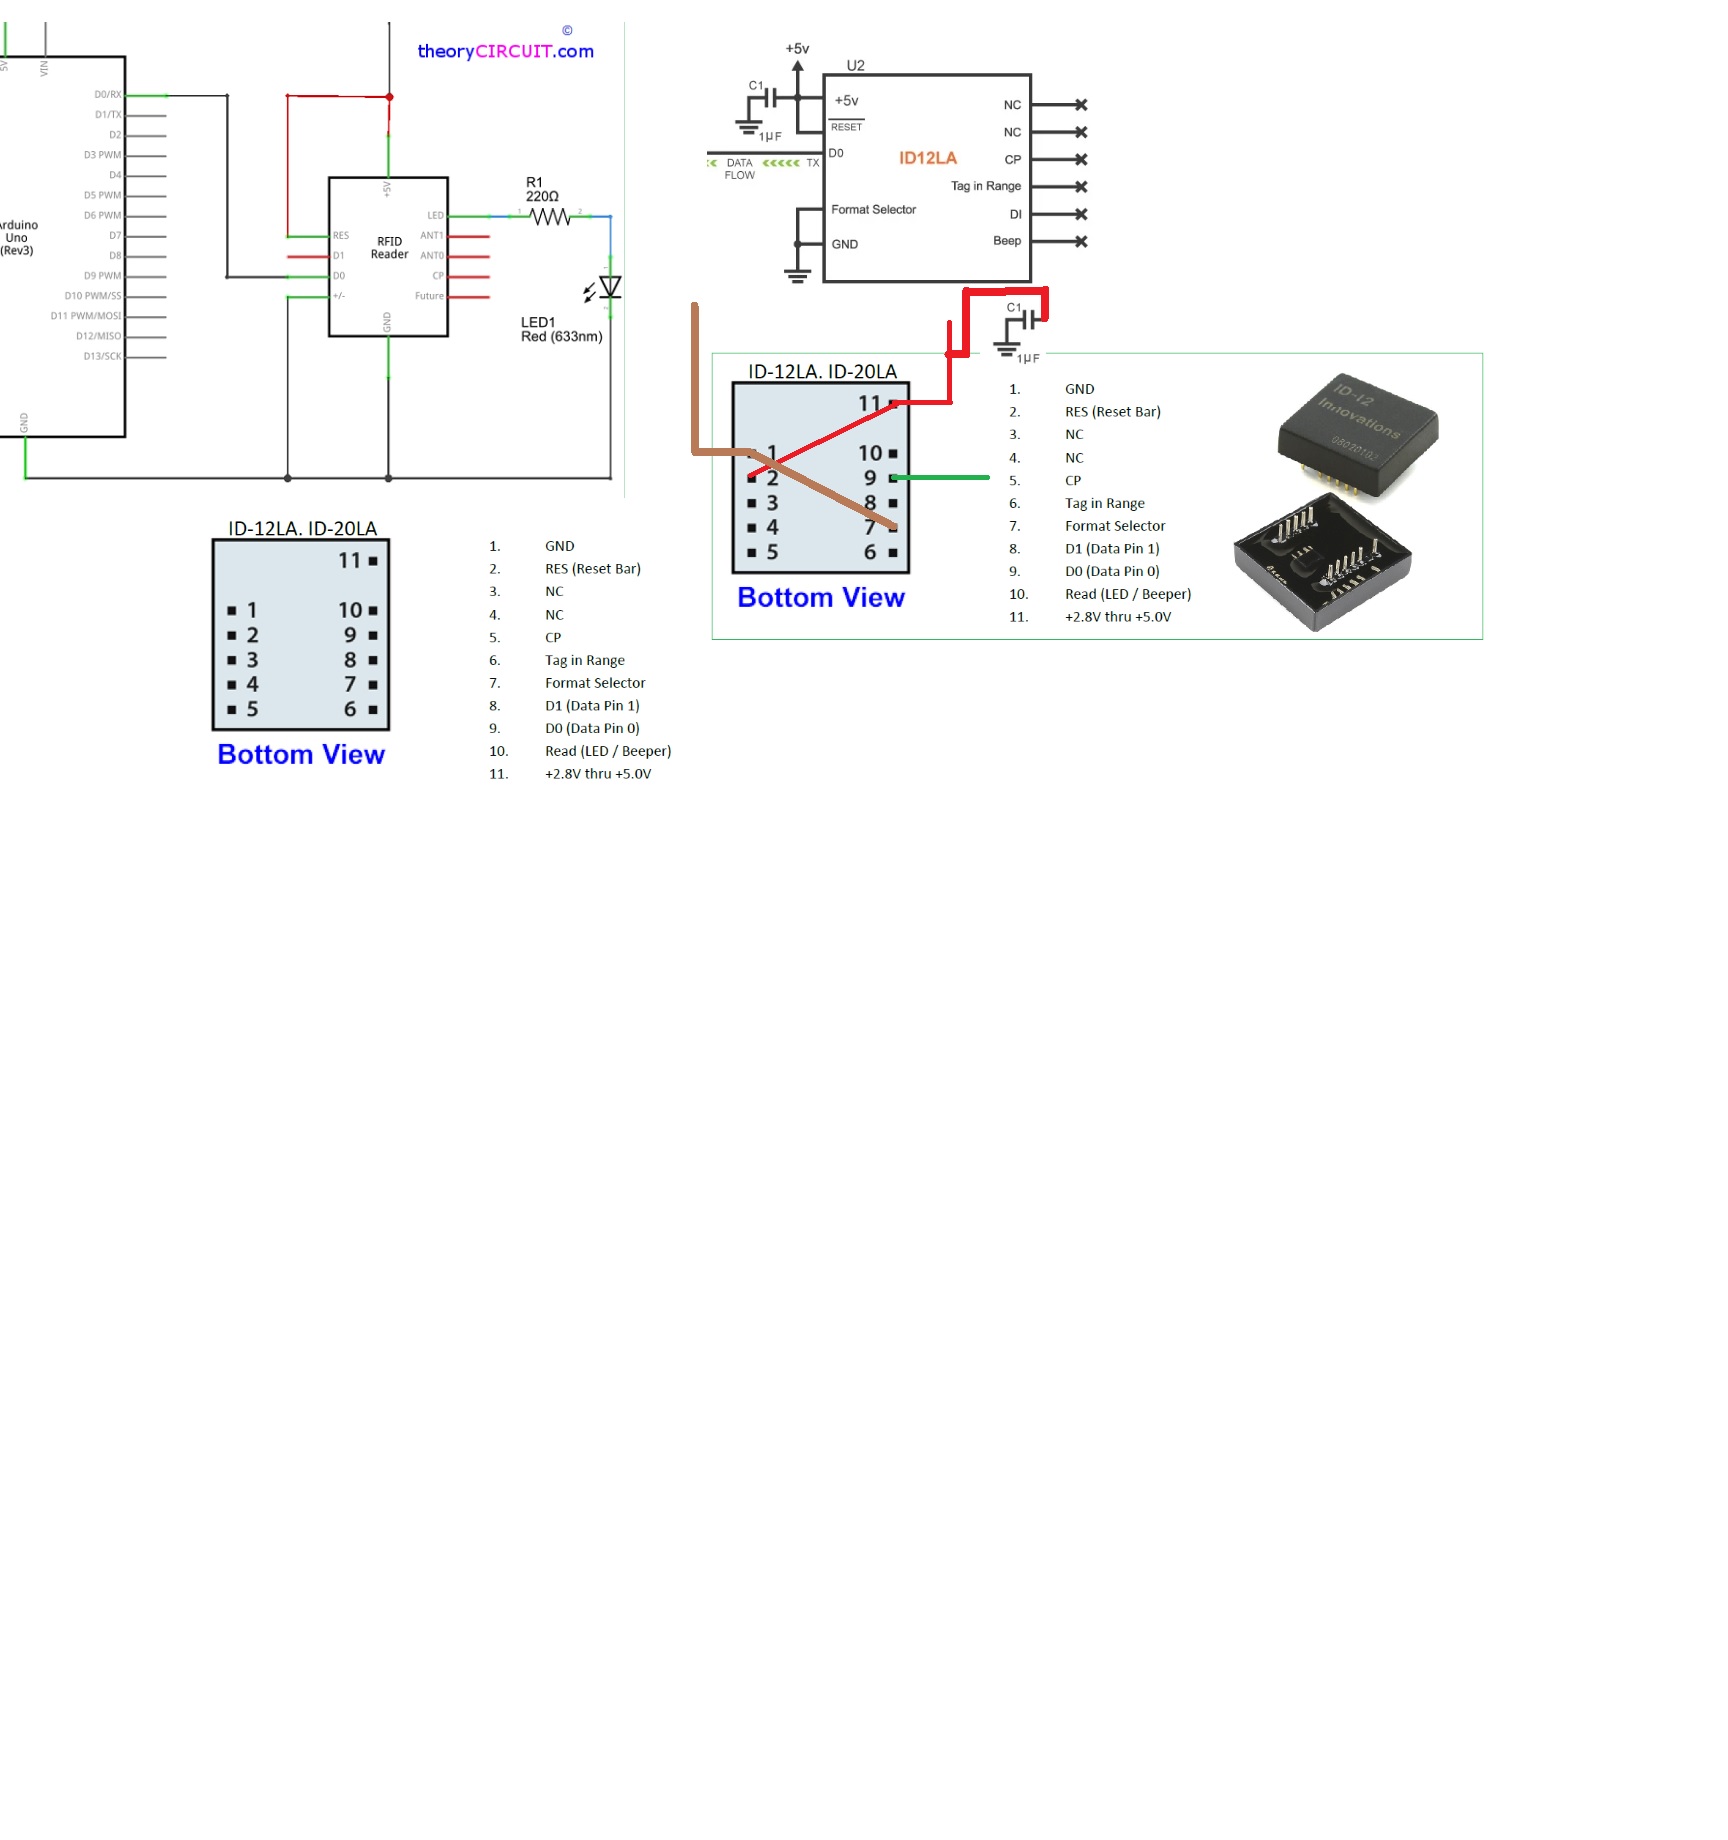 ©
theoryCIRCUIT.com
5V
VIN
D0/RX
D1/TX
D2
D3 PWM
D4
D5 PWM
D6 PWM
D7
D8
D9 PWM
D10 PWM/SS
D11 PWM/MOSI
D12/MISO
D13/SCK
rduino
Uno
(Rev3)
GND
+5V
RES
D1
D0
+/-
RFID
Reader
LED
ANT1
ANT0
CP
Future
GND
R1
220Ω
1
2
LED1
Red (633nm)
+5v
C1
1µF
U2
+5v
RESET
D0
DATA
FLOW
TX
ID12LA
Format Selector
GND
NC
NC
CP
Tag in Range
DI
Beep
C1
1µF
ID-12LA. ID-20LA
11
1 10
2 9
3 8
4 7
5 6
Bottom View
1. GND
2. RES (Reset Bar)
3. NC
4. NC
5. CP
6. Tag in Range
7. Format Selector
8. D1 (Data Pin 1)
9. D0 (Data Pin 0)
10. Read (LED / Beeper)
11. +2.8V thru +5.0V
ID-12
Innovations
ID-12LA. ID-20LA
11
1 10
2 9
3 8
4 7
5 6
Bottom View
1. GND
2. RES (Reset Bar)
3. NC
4. NC
5. CP
6. Tag in Range
7. Format Selector
8. D1 (Data Pin 1)
9. D0 (Data Pin 0)
10. Read (LED / Beeper)
11. +2.8V thru +5.0V